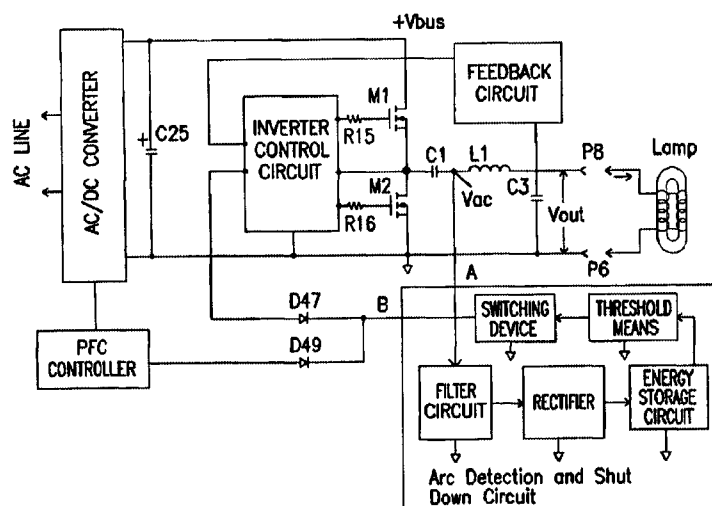 +Vbus
AC LINE
AC/DC CONVERTER
+
C25
INVERTER
CONTROL
CIRCUIT
R15
R16
M1
M2
FEEDBACK
CIRCUIT
C1
L1
Vac
C3
Vout
P8
P6
Lamp
A
B
D47
D49
PFC
CONTROLLER
SWITCHING
DEVICE
THRESHOLD
MEANS
FILTER
CIRCUIT
RECTIFIER
ENERGY
STORAGE
CIRCUIT
Arc Detection and Shut
Down Circuit